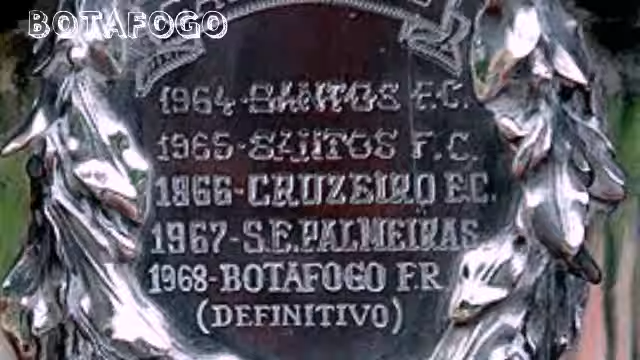 BOTAFOGO
1964-SANTOS F.C.
1965-SANTOS F.C.
1966-CRUZEIRO E.C.
1967-S.E.PALMEIRAS
1968-BOTAFOGO F.R
(DEFINITIVO)